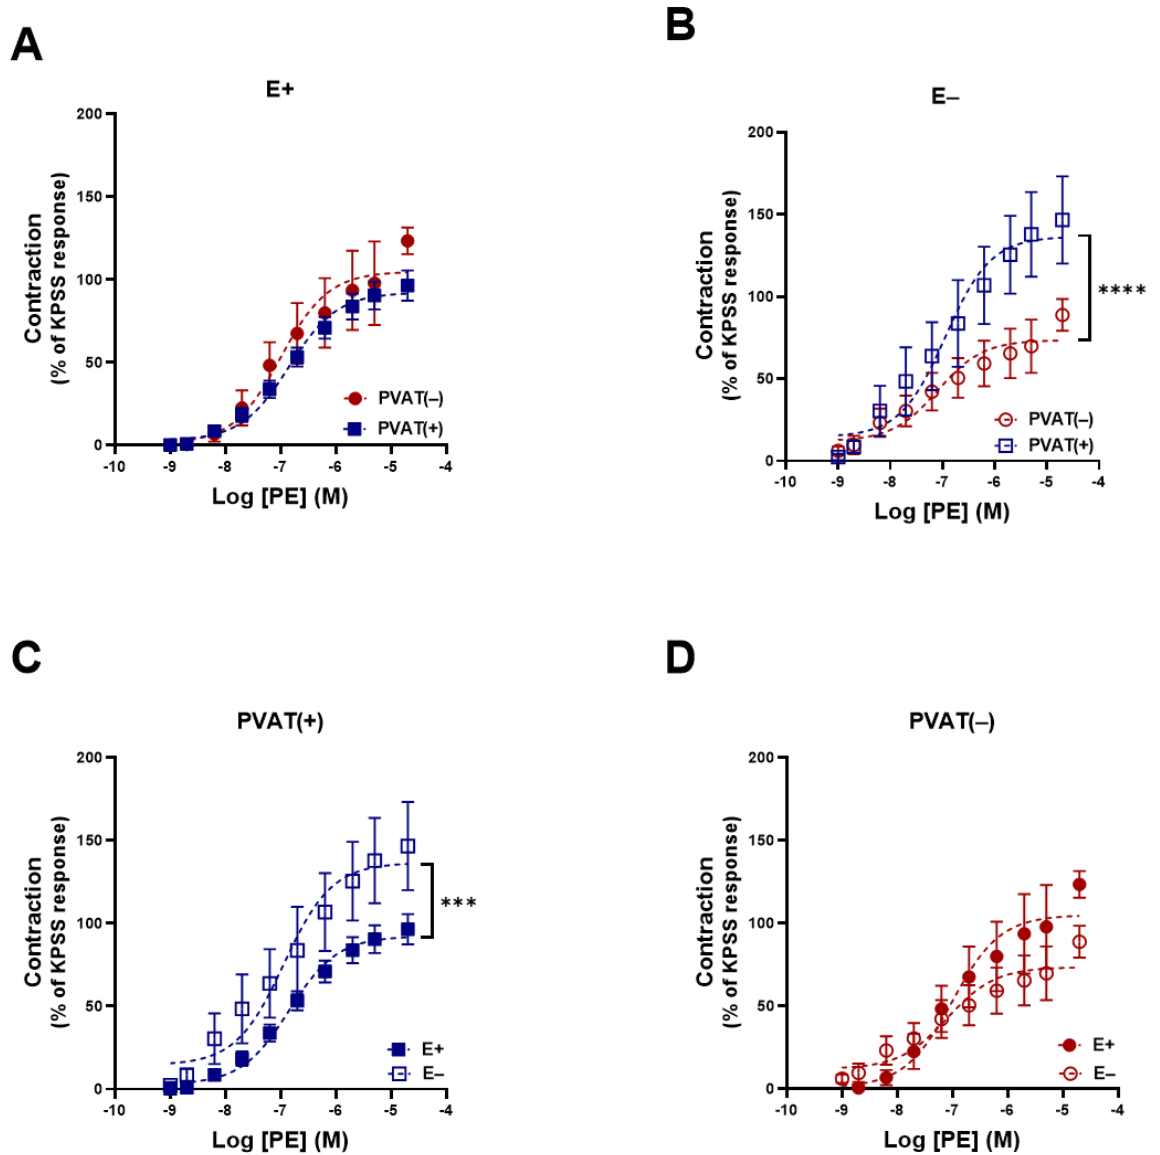 A
E+
200
150
100
50
0
-10 -9 -8 -7 -6 -5 -4
Contraction
(% of KPSS response)
Log [PE] (M)
PVAT(–)
PVAT(+)
B
E–
200
150
100
50
0
-10 -9 -8 -7 -6 -5 -4
Contraction
(% of KPSS response)
Log [PE] (M)
PVAT(–)
PVAT(+)
****
C
PVAT(+)
200
150
100
50
0
-10 -9 -8 -7 -6 -5 -4
Contraction
(% of KPSS response)
Log [PE] (M)
E+
E–
***
D
PVAT(–)
200
150
100
50
0
-10 -9 -8 -7 -6 -5 -4
Contraction
(% of KPSS response)
Log [PE] (M)
E+
E–